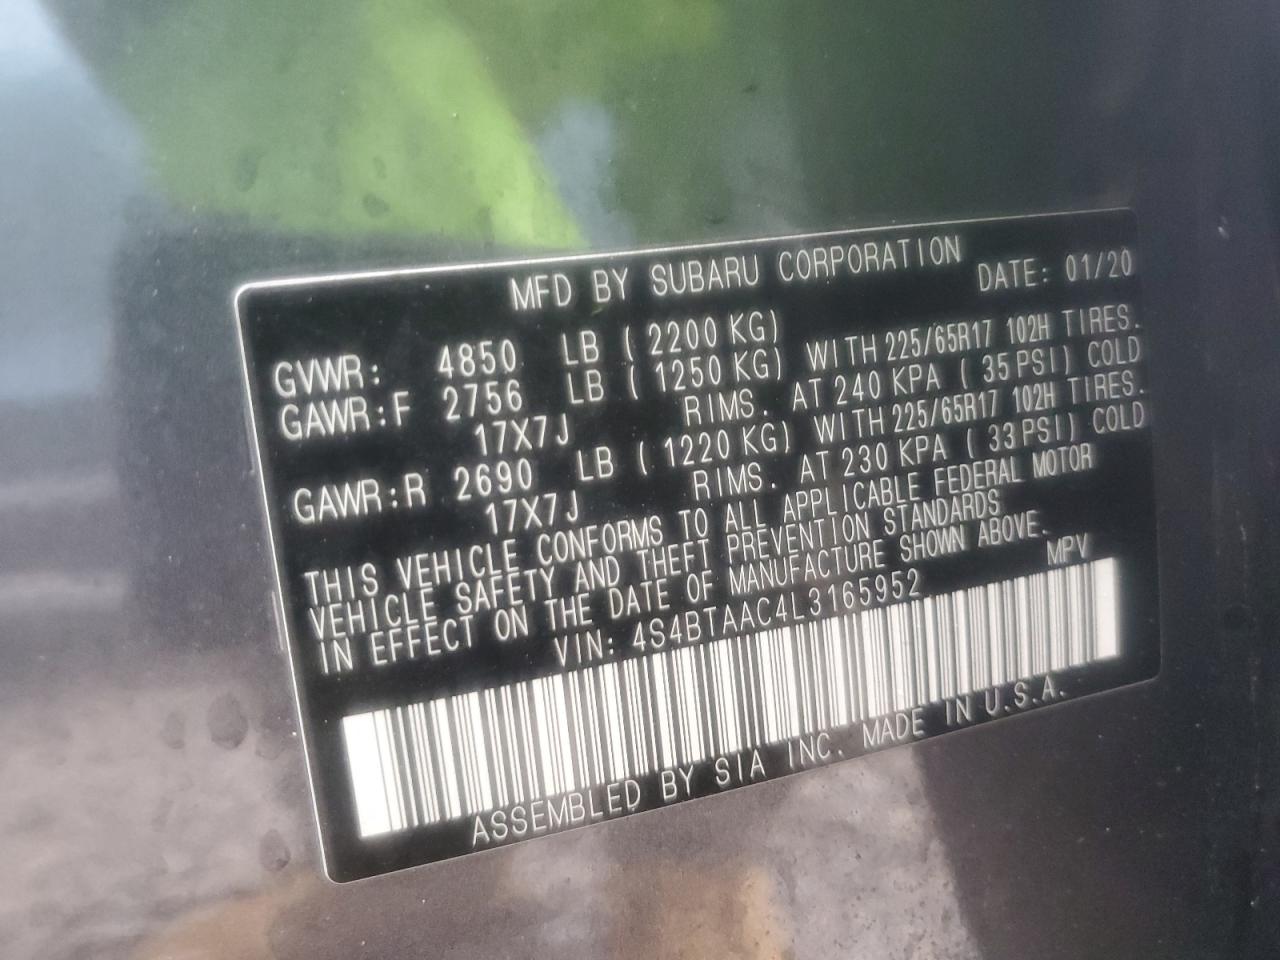 MFD BY SUBARU CORPORATION DATE: 01/20
GVWR: 4850 LB ( 2200 KG)
GAWR:F 2756 LB ( 1250 KG) WITH 225/65R17 102H TIRES.
17X7J RIMS. AT 240 KPA ( 35 PSI) COLD
GAWR:R 2690 LB ( 1220 KG) WITH 225/65R17 102H TIRES.
17X7J RIMS. AT 230 KPA ( 33 PSI) COLD
THIS VEHICLE CONFORMS TO ALL APPLICABLE FEDERAL MOTOR
VEHICLE SAFETY AND THEFT PREVENTION STANDARDS
IN EFFECT ON THE DATE OF MANUFACTURE SHOWN ABOVE.
VIN: 4S4BTAAC4L3165952 MPV
ASSEMBLED BY SIA INC. MADE IN U.S.A.